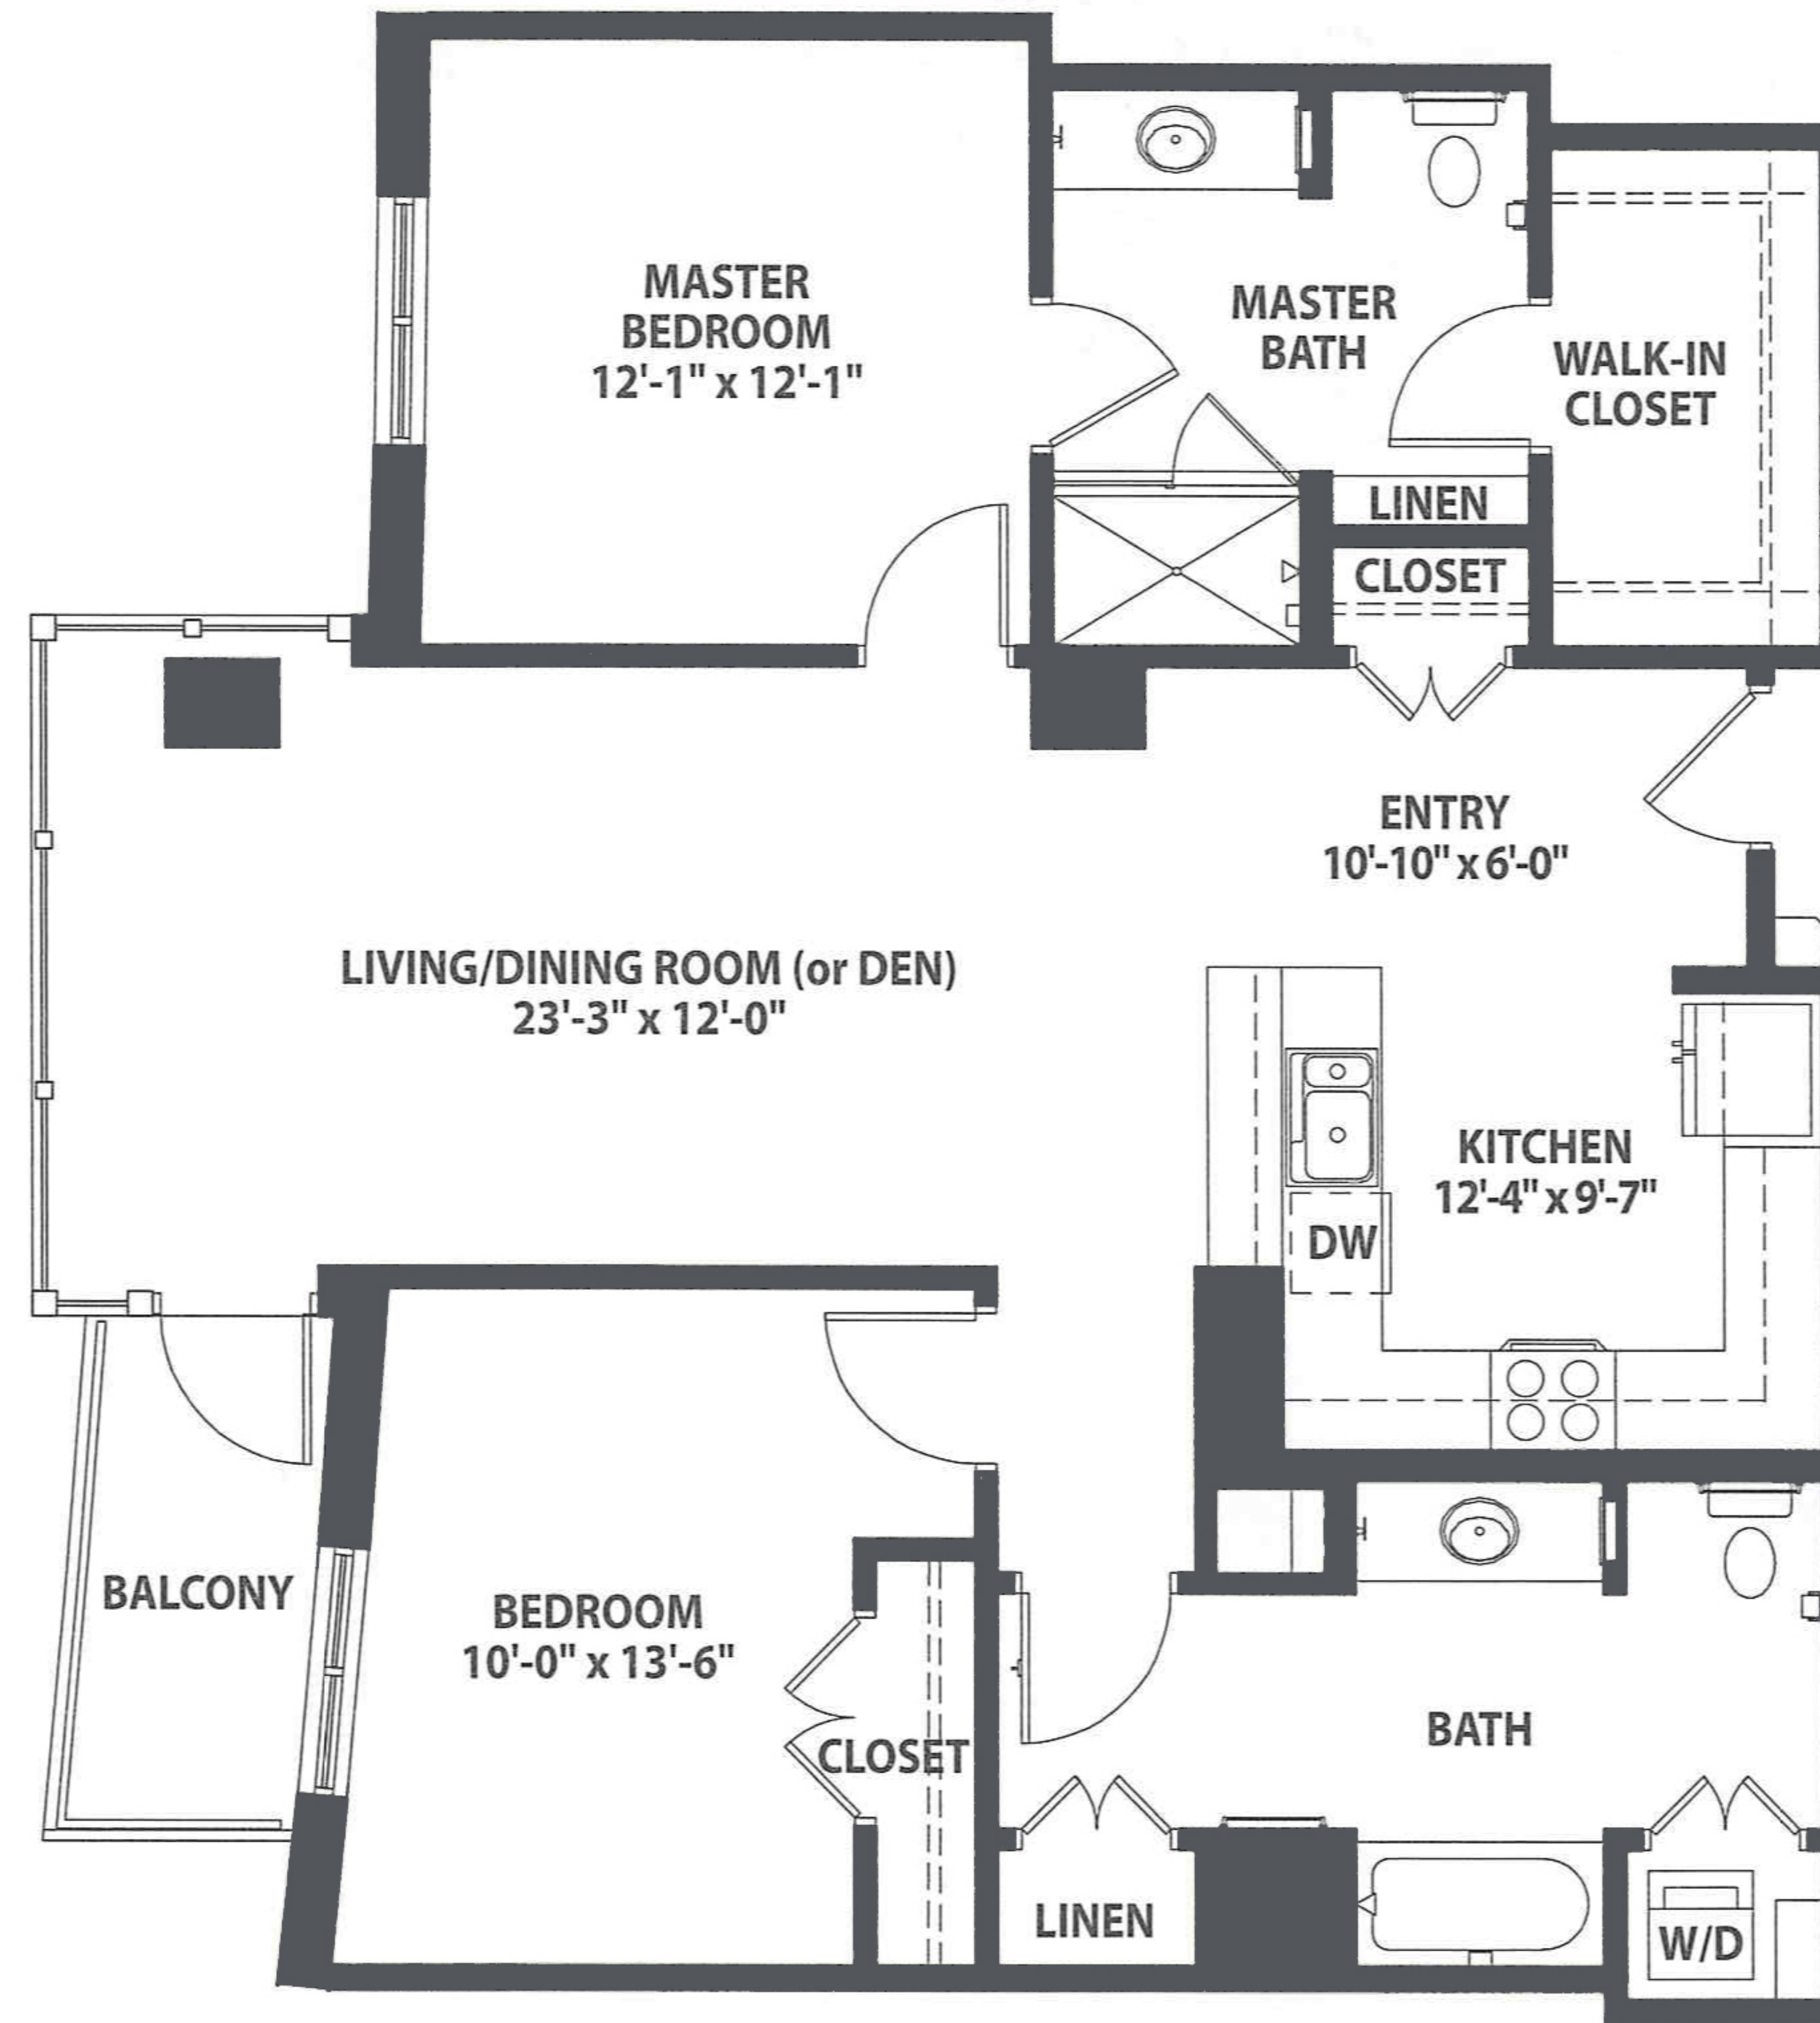 MASTER
BEDROOM
12'-1" x 12'-1"
MASTER
BATH
WALK-IN
CLOSET
LINEN
CLOSET
ENTRY
10'-10" x 6'-0"
LIVING/DINING ROOM (or DEN)
23'-3" x 12'-0"
KITCHEN
12'-4" x 9'-7"
DW
BALCONY
BEDROOM
10'-0" x 13'-6"
CLOSET
BATH
LINEN
W/D